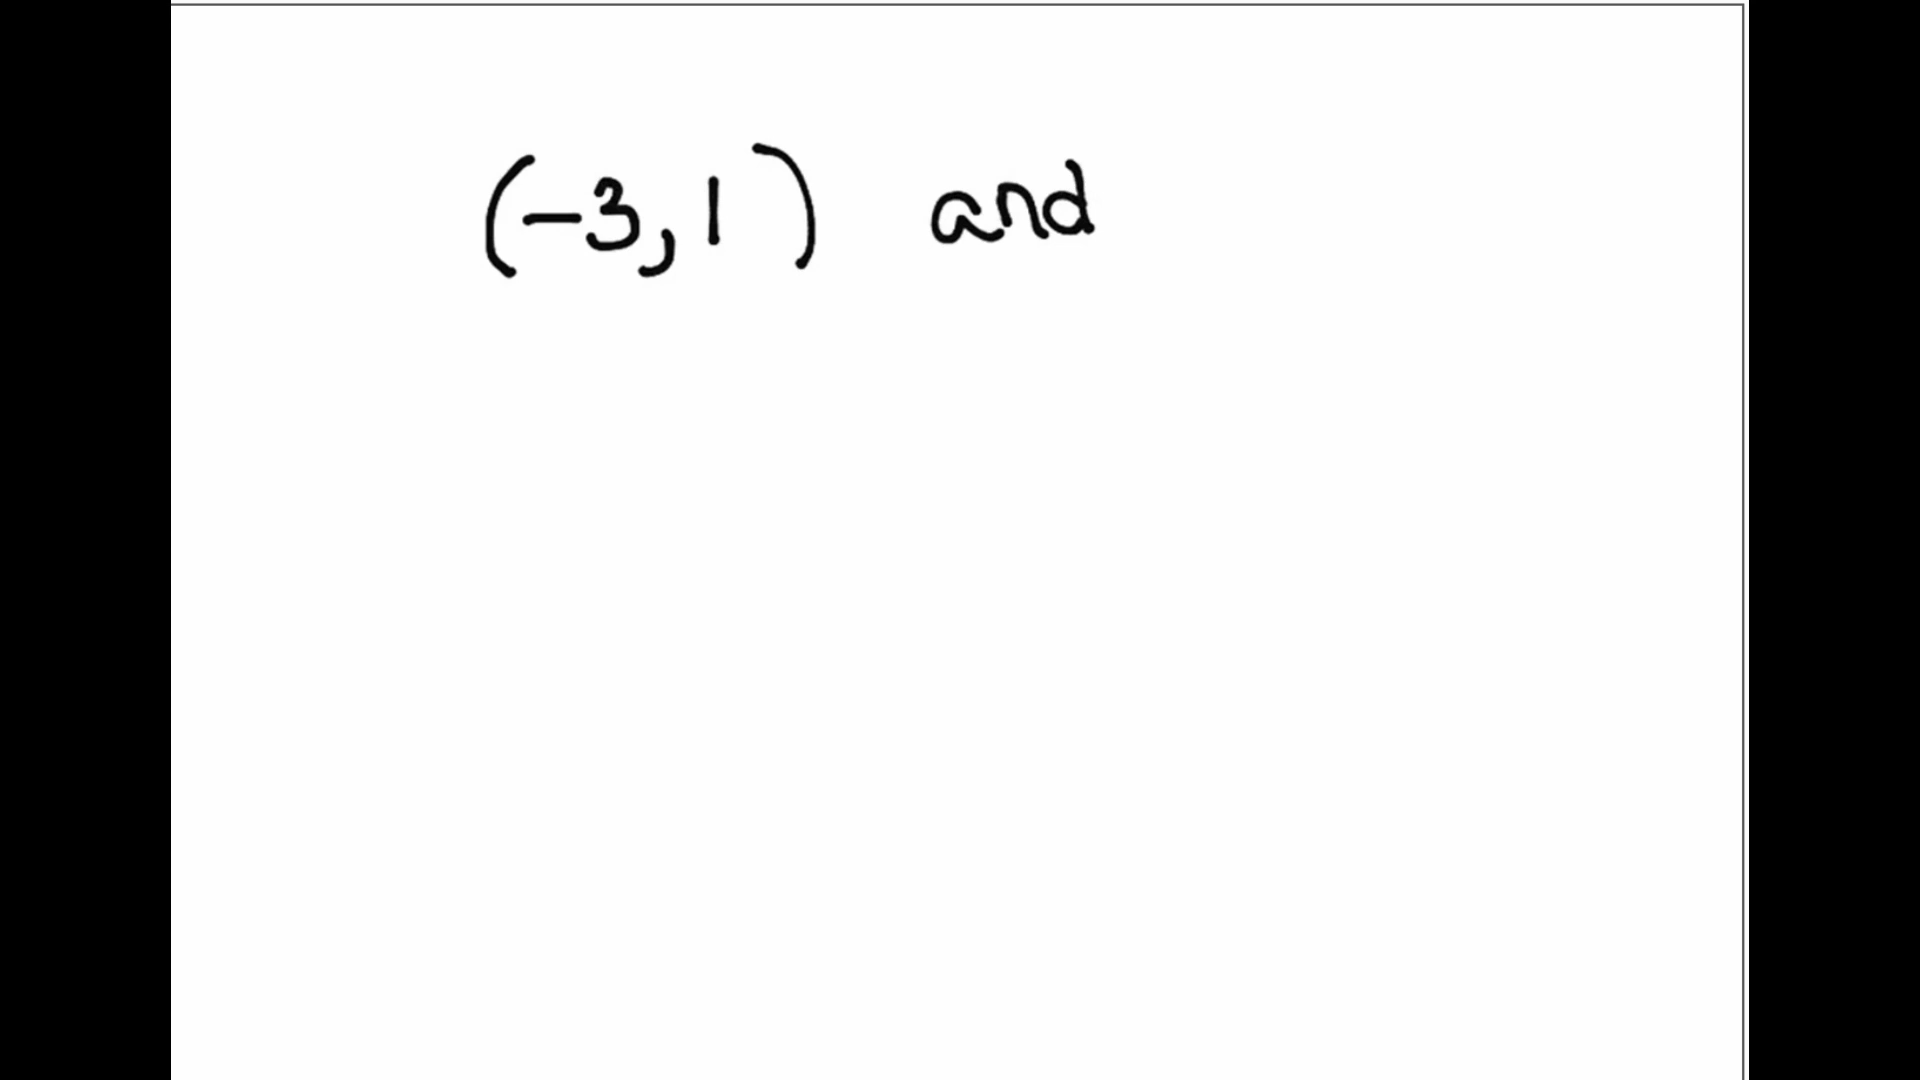 (-3, 1) and